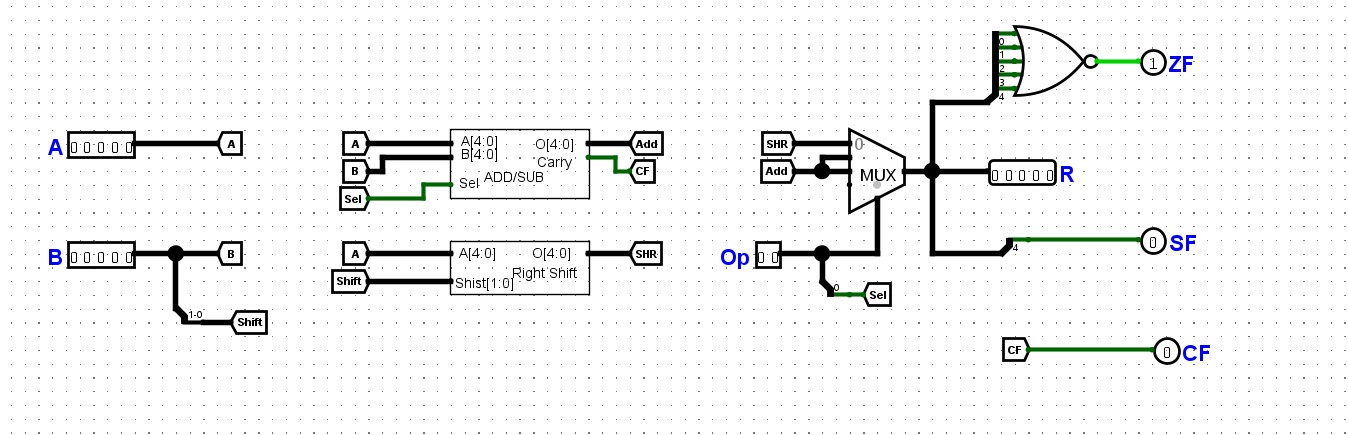 0
1
2
3
4
1 ZF
A 0 0 0 0 0 A
A A[4:0] O[4:0] Add
B B[4:0] Carry CF
Sel Sel ADD/SUB
SHR 0
Add MUX
0 0 0 0 0 R
B 0 0 0 0 0 B
1-0 Shift
A A[4:0] O[4:0] SHR
Shift Shist[1:0] Right Shift
Op 0 0
0 Sel
4 0 SF
CF 0 CF